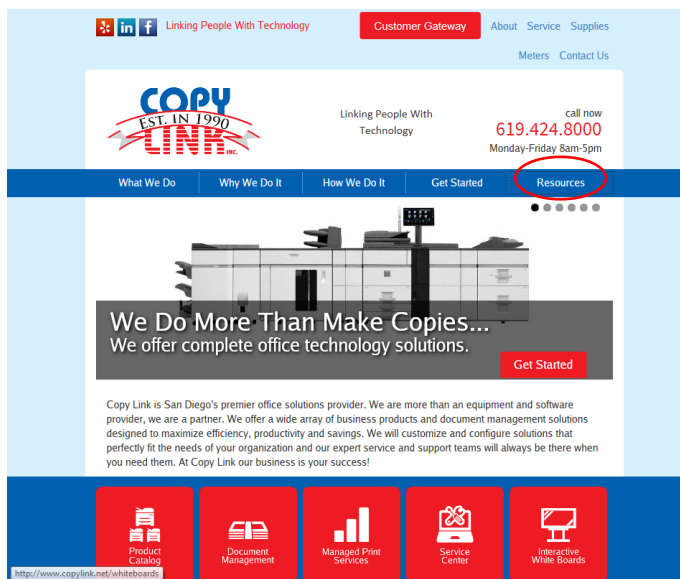 Linking People With Technology
Customer Gateway
About Service Supplies
Meters Contact Us
COPY
EST. IN 1990
LINK INC.
Linking People With
Technology
call now
619.424.8000
Monday-Friday 8am-5pm
What We Do
Why We Do It
How We Do It
Get Started
Resources
We Do More Than Make Copies...
We offer complete office technology solutions.
Get Started
Copy Link is San Diego's premier office solutions provider. We are more than an equipment and software
provider, we are a partner. We offer a wide array of business products and document management solutions
designed to maximize efficiency, productivity and savings. We will customize and configure solutions that
perfectly fit the needs of your organization and our expert service and support teams will always be there when
you need them. At Copy Link our business is your success!
Product
Catalog
Document
Management
Managed Print
Services
Service
Center
Interactive
White Boards
http://www.copylink.net/whiteboards